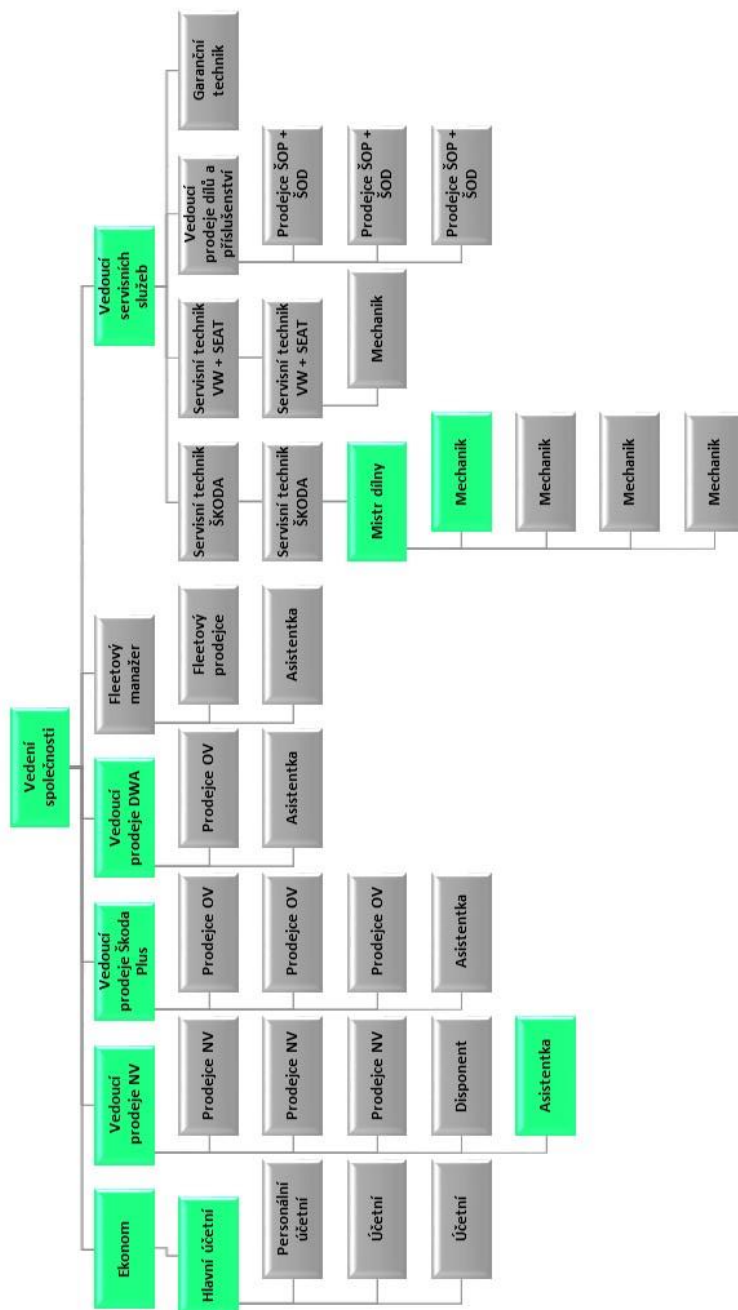 Vedení
společnosti
Ekonom
Hlavní účetní
Personální
účetní
Účetní
Účetní
Vedoucí
prodeje NV
Prodejce NV
Prodejce NV
Prodejce NV
Disponent
Asistentka
Vedoucí
prodeje Škoda
Plus
Prodejce OV
Prodejce OV
Prodejce OV
Asistentka
Vedoucí
prodeje DWA
Prodejce OV
Asistentka
Fleetový
manažer
Fleetový
prodejce
Asistentka
Vedoucí
servisních
služeb
Servisní technik
ŠKODA
Servisní technik
ŠKODA
Mistr dílny
Mechanik
Mechanik
Mechanik
Mechanik
Servisní technik
VW + SEAT
Servisní technik
VW + SEAT
Mechanik
Vedoucí
prodeje dílů a
příslušenství
Prodejce ŠOP +
ŠOD
Prodejce ŠOP +
ŠOD
Prodejce ŠOP +
ŠOD
Garanční
technik